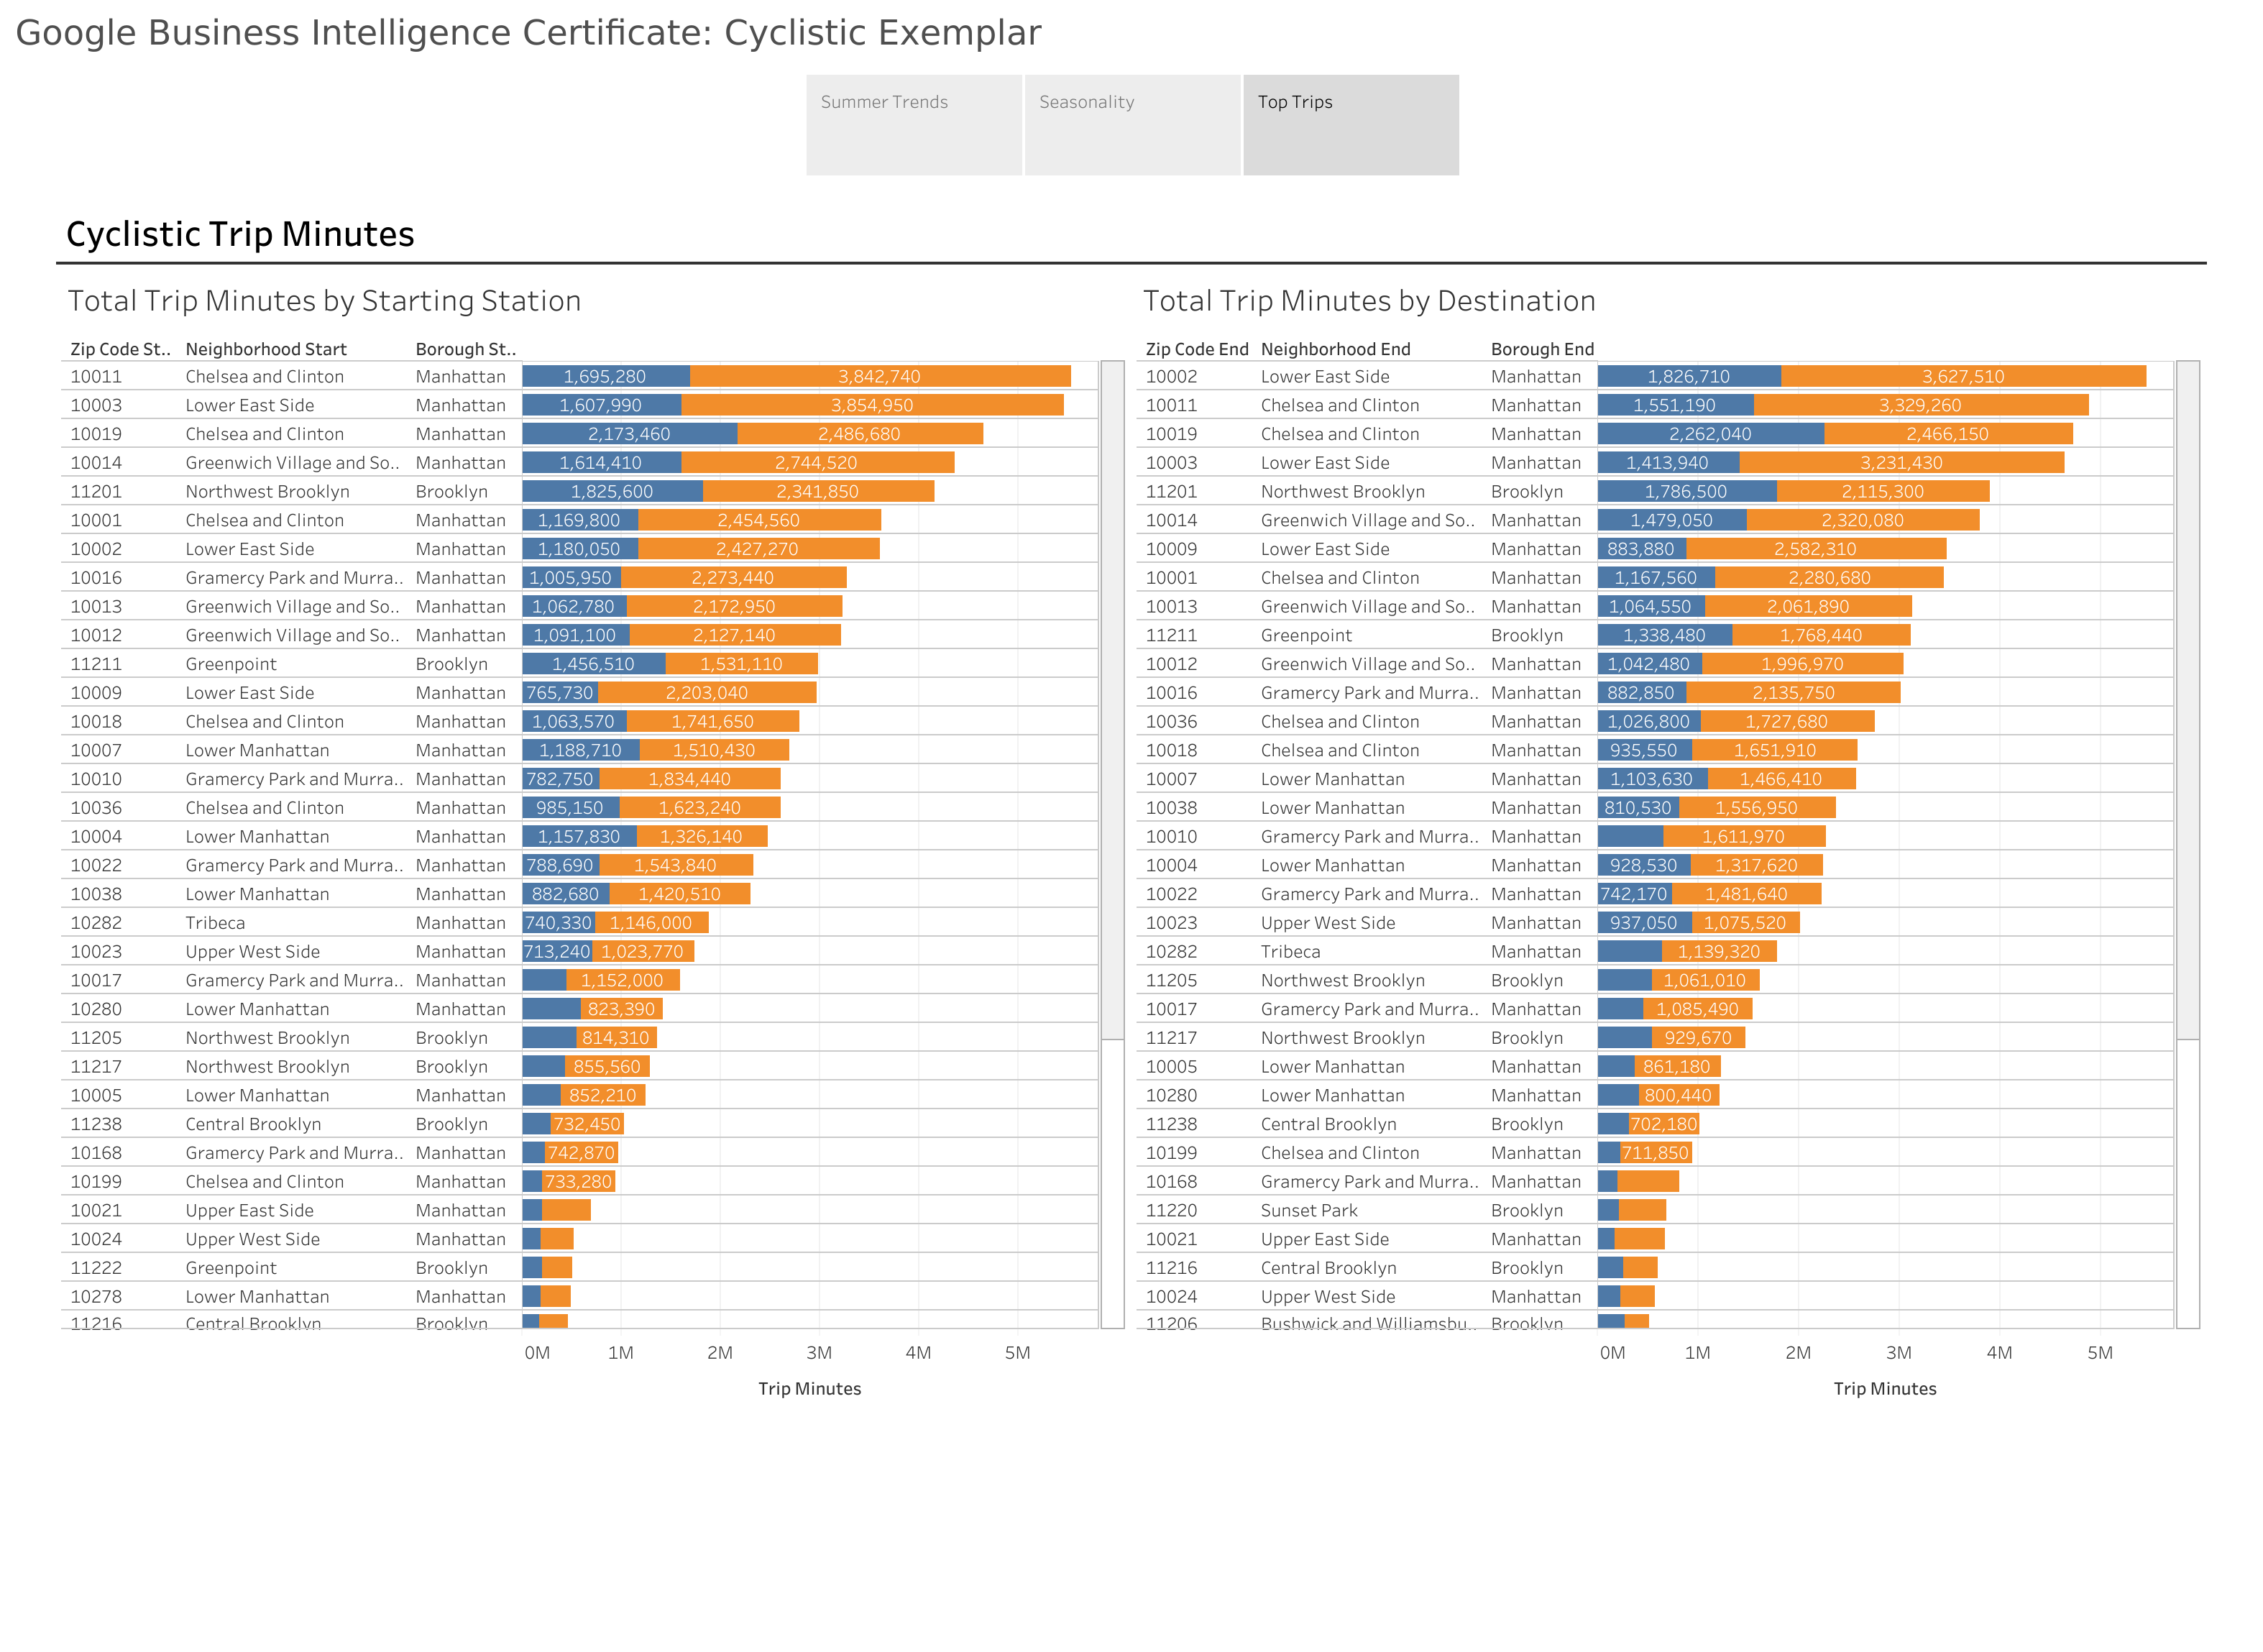 Google Business Intelligence Certificate: Cyclistic Exemplar
Summer Trends Seasonality Top Trips
Cyclistic Trip Minutes
Total Trip Minutes by Starting Station
Zip Code St.. Neighborhood Start Borough St..
10011 Chelsea and Clinton Manhattan 1,695,280 3,842,740
10003 Lower East Side Manhattan 1,607,990 3,854,950
10019 Chelsea and Clinton Manhattan 2,173,460 2,486,680
10014 Greenwich Village and So.. Manhattan 1,614,410 2,744,520
11201 Northwest Brooklyn Brooklyn 1,825,600 2,341,850
10001 Chelsea and Clinton Manhattan 1,169,800 2,454,560
10002 Lower East Side Manhattan 1,180,050 2,427,270
10016 Gramercy Park and Murra.. Manhattan 1,005,950 2,273,440
10013 Greenwich Village and So.. Manhattan 1,062,780 2,172,950
10012 Greenwich Village and So.. Manhattan 1,091,100 2,127,140
11211 Greenpoint Brooklyn 1,456,510 1,531,110
10009 Lower East Side Manhattan 765,730 2,203,040
10018 Chelsea and Clinton Manhattan 1,063,570 1,741,650
10007 Lower Manhattan Manhattan 1,188,710 1,510,430
10010 Gramercy Park and Murra.. Manhattan 782,750 1,834,440
10036 Chelsea and Clinton Manhattan 985,150 1,623,240
10004 Lower Manhattan Manhattan 1,157,830 1,326,140
10022 Gramercy Park and Murra.. Manhattan 788,690 1,543,840
10038 Lower Manhattan Manhattan 882,680 1,420,510
10282 Tribeca Manhattan 740,330 1,146,000
10023 Upper West Side Manhattan 713,240 1,023,770
10017 Gramercy Park and Murra.. Manhattan 1,152,000
10280 Lower Manhattan Manhattan 823,390
11205 Northwest Brooklyn Brooklyn 814,310
11217 Northwest Brooklyn Brooklyn 855,560
10005 Lower Manhattan Manhattan 852,210
11238 Central Brooklyn Brooklyn 732,450
10168 Gramercy Park and Murra.. Manhattan 742,870
10199 Chelsea and Clinton Manhattan 733,280
10021 Upper East Side Manhattan
10024 Upper West Side Manhattan
11222 Greenpoint Brooklyn
10278 Lower Manhattan Manhattan
11216 Central Brooklyn Brooklyn
0M 1M 2M 3M 4M 5M
Trip Minutes
Total Trip Minutes by Destination
Zip Code End Neighborhood End Borough End
10002 Lower East Side Manhattan 1,826,710 3,627,510
10011 Chelsea and Clinton Manhattan 1,551,190 3,329,260
10019 Chelsea and Clinton Manhattan 2,262,040 2,466,150
10003 Lower East Side Manhattan 1,413,940 3,231,430
11201 Northwest Brooklyn Brooklyn 1,786,500 2,115,300
10014 Greenwich Village and So.. Manhattan 1,479,050 2,320,080
10009 Lower East Side Manhattan 883,880 2,582,310
10001 Chelsea and Clinton Manhattan 1,167,560 2,280,680
10013 Greenwich Village and So.. Manhattan 1,064,550 2,061,890
11211 Greenpoint Brooklyn 1,338,480 1,768,440
10012 Greenwich Village and So.. Manhattan 1,042,480 1,996,970
10016 Gramercy Park and Murra.. Manhattan 882,850 2,135,750
10036 Chelsea and Clinton Manhattan 1,026,800 1,727,680
10018 Chelsea and Clinton Manhattan 935,550 1,651,910
10007 Lower Manhattan Manhattan 1,103,630 1,466,410
10038 Lower Manhattan Manhattan 810,530 1,556,950
10010 Gramercy Park and Murra.. Manhattan 1,611,970
10004 Lower Manhattan Manhattan 928,530 1,317,620
10022 Gramercy Park and Murra.. Manhattan 742,170 1,481,640
10023 Upper West Side Manhattan 937,050 1,075,520
10282 Tribeca Manhattan 1,139,320
11205 Northwest Brooklyn Brooklyn 1,061,010
10017 Gramercy Park and Murra.. Manhattan 1,085,490
11217 Northwest Brooklyn Brooklyn 929,670
10005 Lower Manhattan Manhattan 861,180
10280 Lower Manhattan Manhattan 800,440
11238 Central Brooklyn Brooklyn 702,180
10199 Chelsea and Clinton Manhattan 711,850
10168 Gramercy Park and Murra.. Manhattan
11220 Sunset Park Brooklyn
10021 Upper East Side Manhattan
11216 Central Brooklyn Brooklyn
10024 Upper West Side Manhattan
11206 Bushwick and Williamsbu.. Brooklyn
0M 1M 2M 3M 4M 5M
Trip Minutes